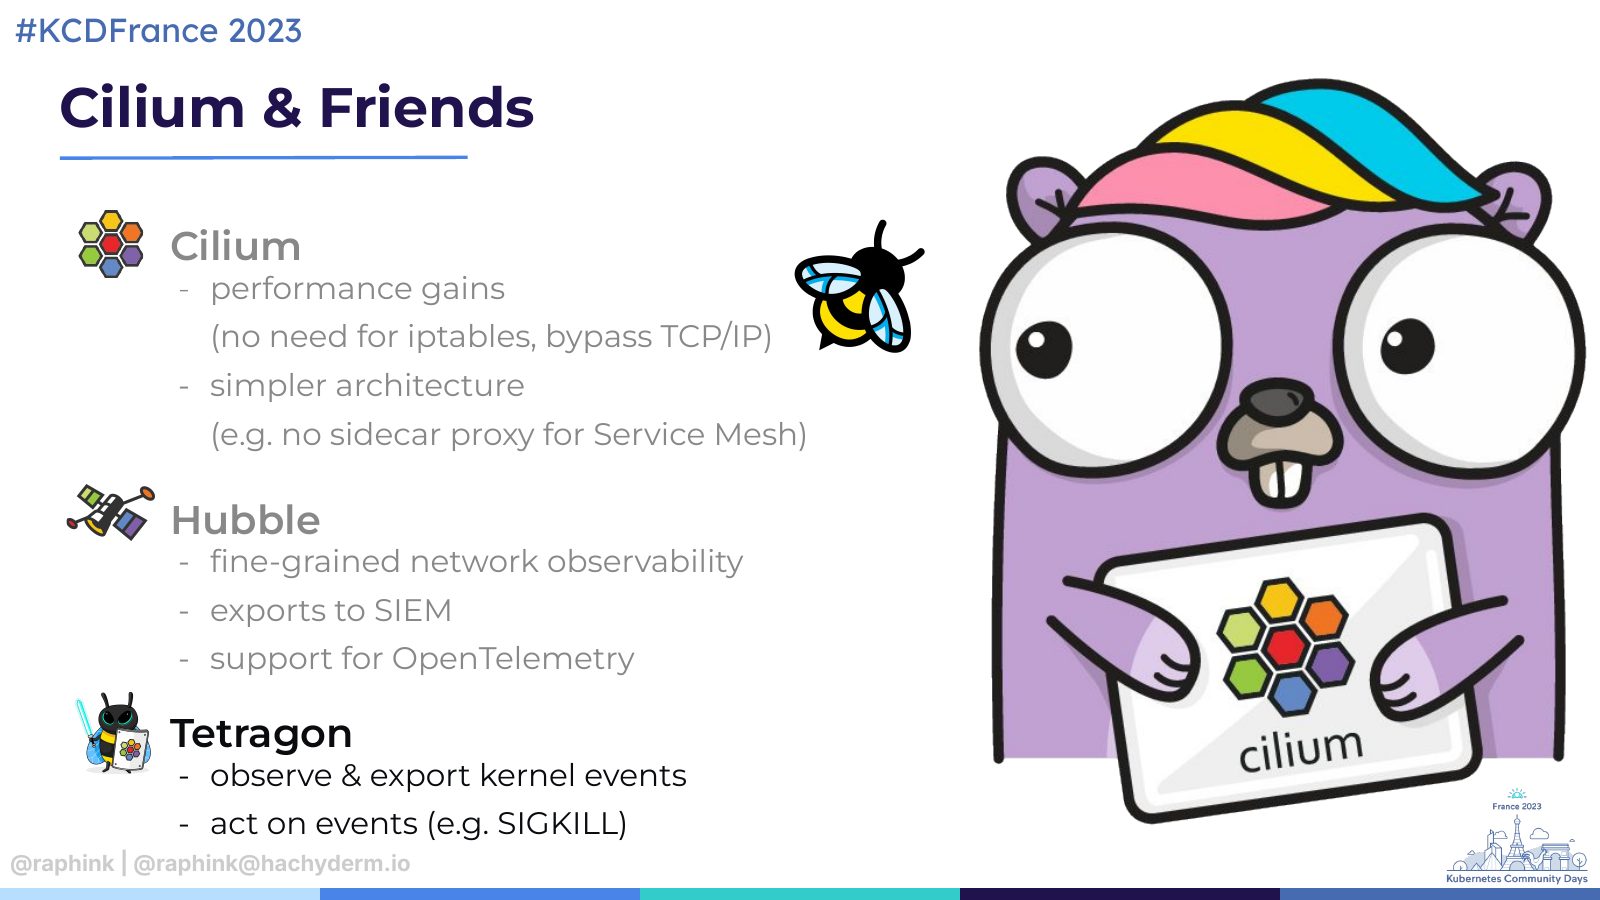 #KCDFrance 2023
Cilium & Friends
Cilium
- performance gains
(no need for iptables, bypass TCP/IP)
- simpler architecture
(e.g. no sidecar proxy for Service Mesh)
Hubble
- fine-grained network observability
- exports to SIEM
- support for OpenTelemetry
Tetragon
- observe & export kernel events
- act on events (e.g. SIGKILL)
cilium
@raphink | @raphink@hachyderm.io
France 2023
Kubernetes Community Days